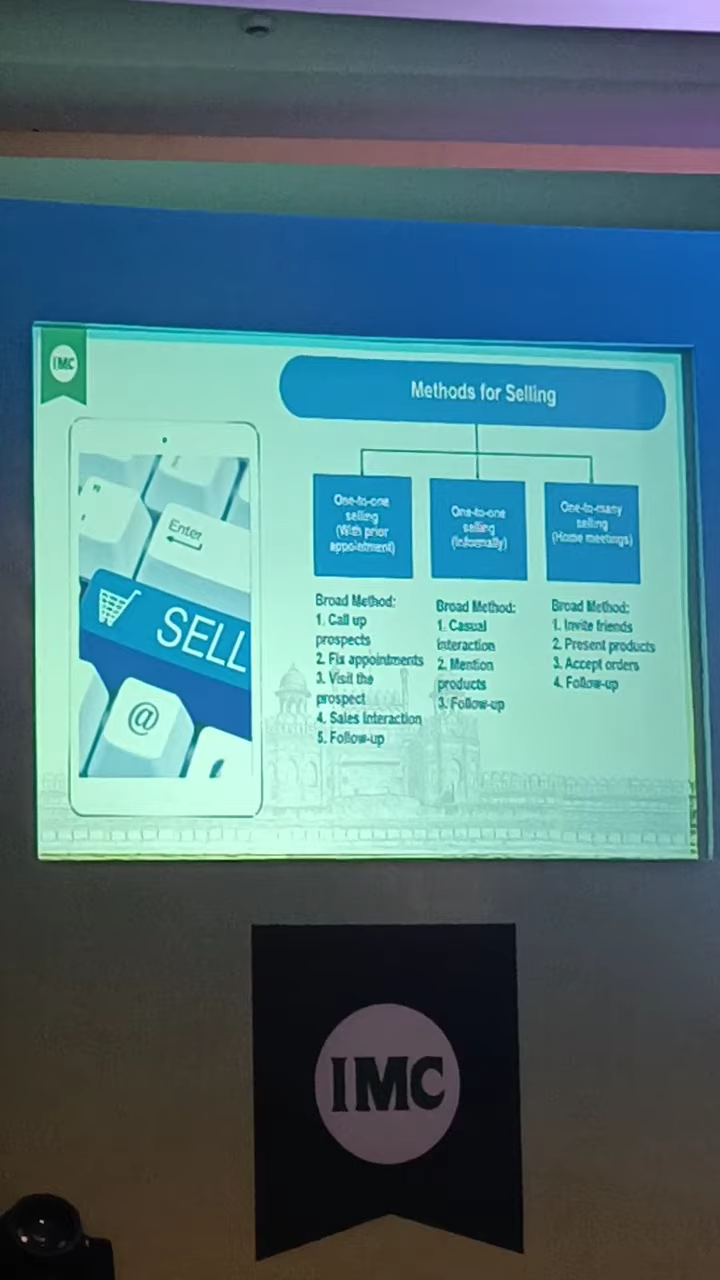 IMC
Methods for Selling
Enter
SELL
@
One-to-one
selling
(With prior
appointment)
Broad Method:
1. Call up
prospects
2. Fix appointments
3. Visit the
prospect
4. Sales Interaction
5. Follow-up
One-to-one
selling
(Informally)
Broad Method:
1. Casual
interaction
2. Mention
products
3. Follow-up
One-to-many
selling
(Home meetings)
Broad Method:
1. Invite friends
2. Present products
3. Accept orders
4. Follow-up
IMC